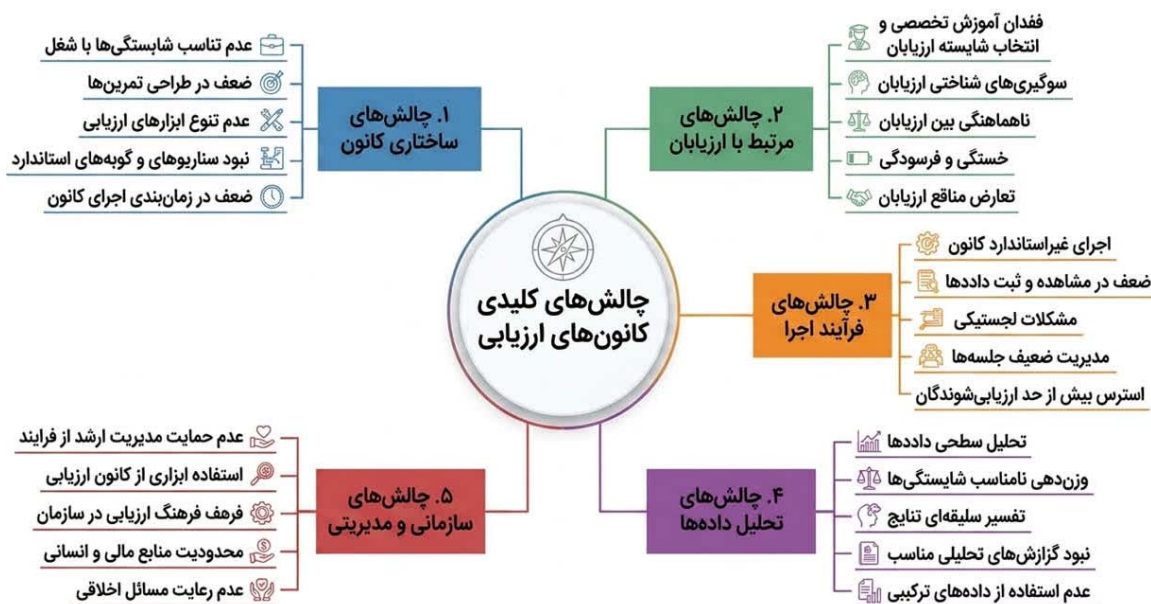 چالش‌های کلیدی
کانون‌های ارزیابی
۱. چالش‌های
ساختاری کانون
عدم تناسب شایستگی‌ها با شغل
ضعف در طراحی تمرین‌ها
عدم تنوع ابزارهای ارزیابی
نبود سناریوهای و گویه‌های استاندارد
ضعف در زمان‌بندی اجرای کانون
۲. چالش‌های
مرتبط با ارزیابان
فقدان آموزش تخصصی و
انتخاب شایسته ارزیابان
سوگیری‌های شناختی ارزیابان
ناهماهنگی بین ارزیابان
خستگی و فرسودگی
تعارض منافع ارزیابان
۳. چالش‌های
فرآیند اجرا
اجرای غیراستاندارد کانون
ضعف در مشاهده و ثبت داددها
مشکلات لجستیکی
مدیریت ضعیف جلسه‌ها
استرس بیش از حد ارزیابی‌شوندگان
۴. چالش‌های
تحلیل داده‌ها
تحلیل سطحی داددها
وزن‌دهی نامناسب شایستگی‌ها
تفسیر سلیقه‌ای تنایج
نبود گزازش‌های تحلیلی مناسب
عدم استفاده از داده‌های ترکیبی
۵. چالش‌های
سازمانی و مدیریتی
عدم حمایت مدیریت ارشد از فرایند
استفاده ابزاری از کانون ارزیابی
فرهف فرهنگ ارزیابی در سازمان
محدودیت منابع مالی و انسانی
عدم رعایت مسائل اخلاقی